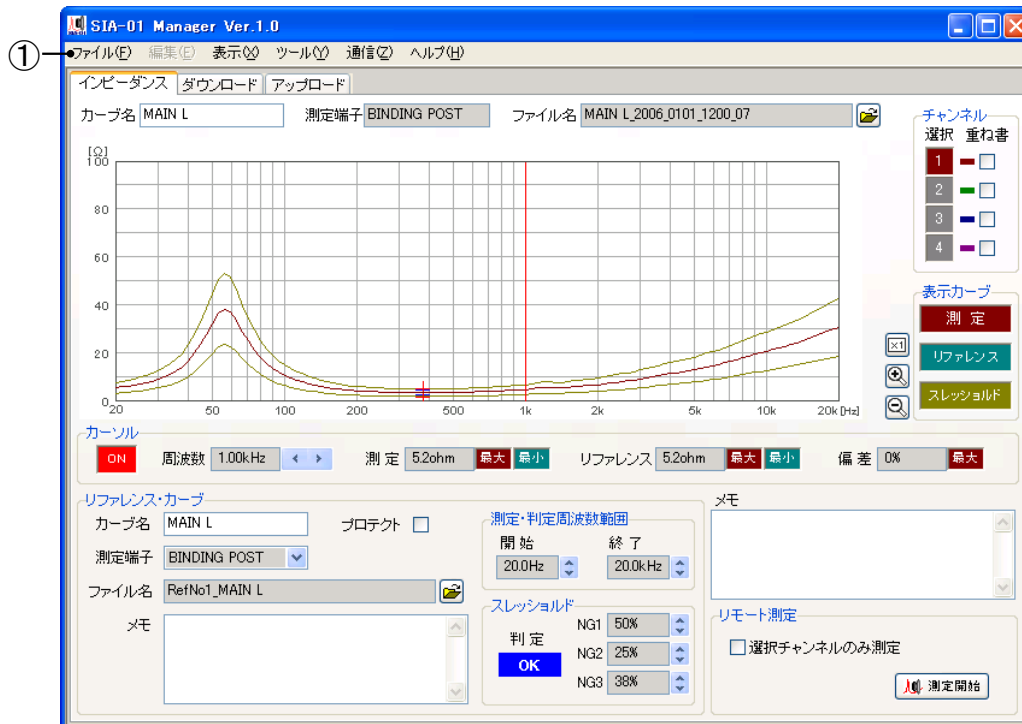 SIA-01 Manager Ver.1.0
①
ファイル(F) 編集(E) 表示(X) ツール(Y) 通信(Z) ヘルプ(H)
インピーダンス ダウンロード アップロード
カーブ名 MAIN L 測定端子 BINDING POST ファイル名 MAIN L_2006_0101_1200_07
チャンネル
選択 重ね書
1
2
3
4
[Ω]
100
80
60
40
20
0
20 50 100 200 500 1k 2k 5k 10k 20k [Hz]
×1
表示カーブ
測 定
リファレンス
スレッショルド
カーソル
ON 周波数 1.00kHz 測 定 5.2ohm 最大 最小 リファレンス 5.2ohm 最大 最小 偏 差 0% 最大
リファレンス・カーブ
カーブ名 MAIN L プロテクト
測定端子 BINDING POST
ファイル名 RefNo1_MAIN L
メモ
測定・判定周波数範囲
開 始 終 了
20.0Hz 20.0kHz
スレッショルド
判 定
OK
NG1 50%
NG2 25%
NG3 38%
メモ
リモート測定
選択チャンネルのみ測定
測定開始